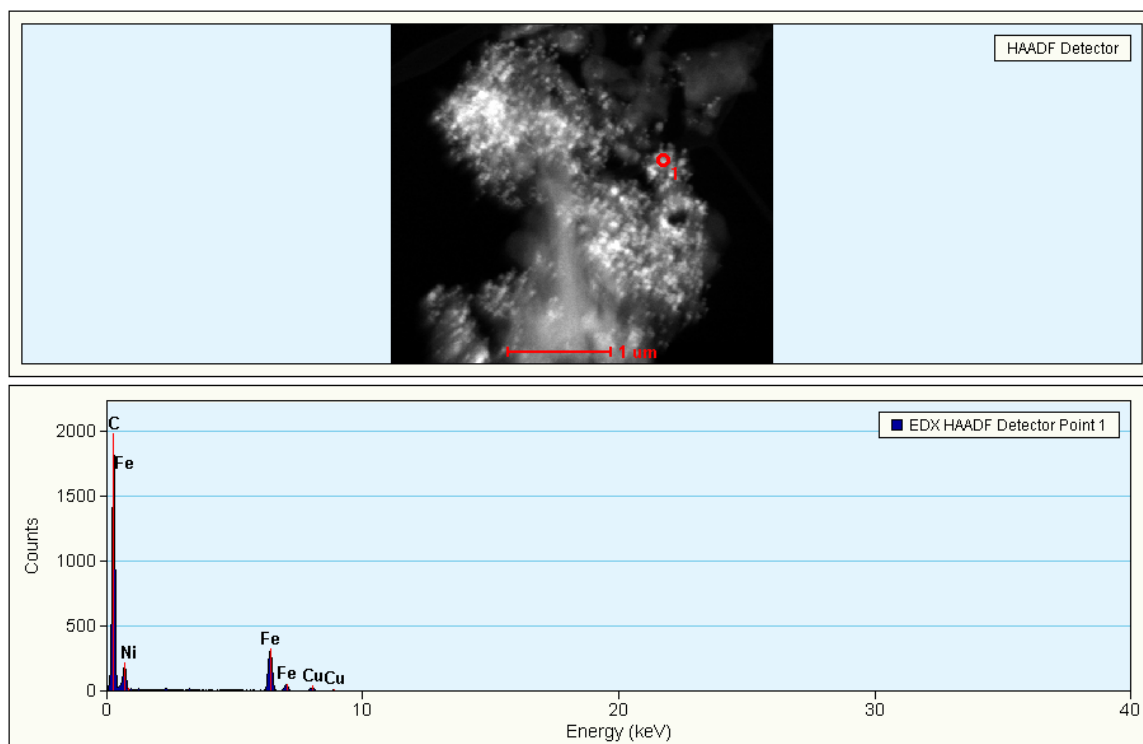 HAADF Detector
1
1 um
EDX HAADF Detector Point 1
Counts
2000
1500
1000
500
0
C
Fe
Ni
Fe
Fe
Cu Cu
0 10 20 30 40
Energy (keV)